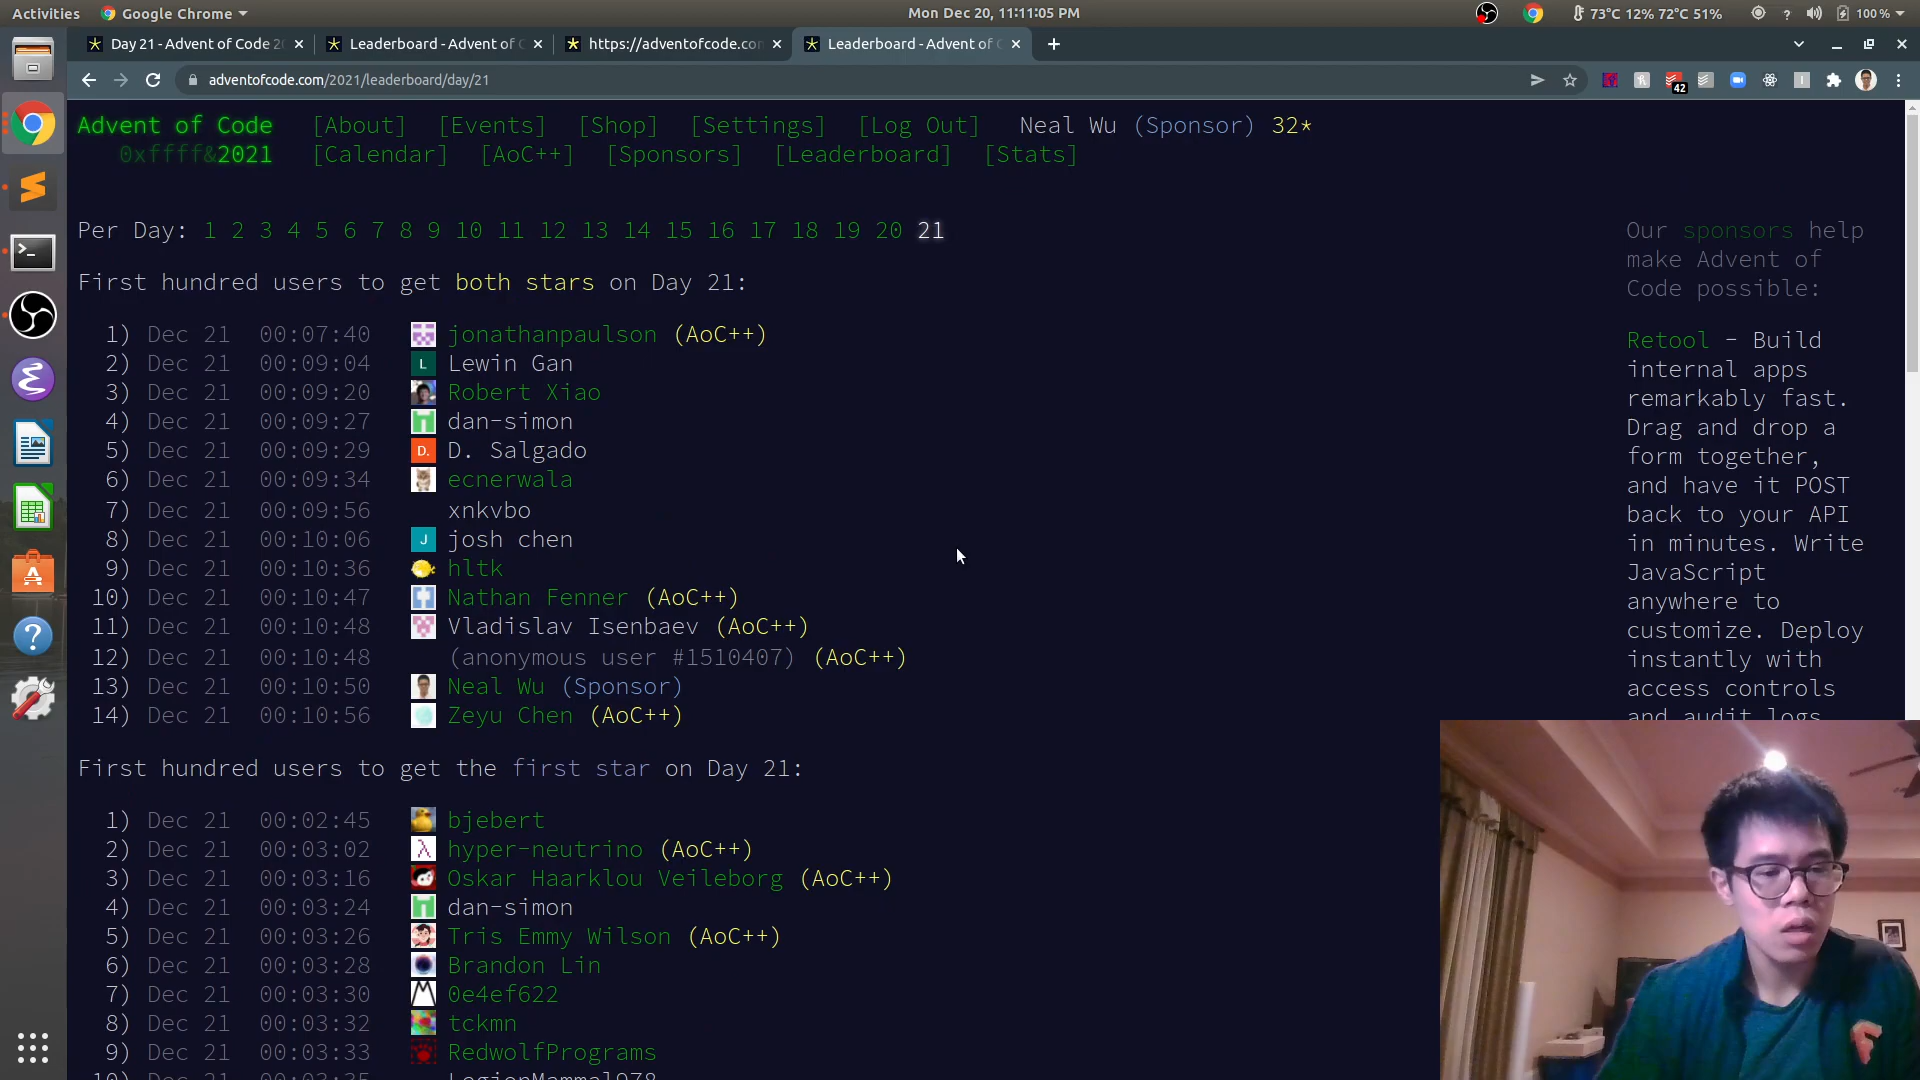 Activities Google Chrome Mon Dec 20, 11:11:05 PM 73°C 12% 72°C 51% ? 100 %
Day 21 - Advent of Code 2 Leaderboard - Advent of C https://adventofcode.com Leaderboard - Advent of C
adventofcode.com/2021/leaderboard/day/21 42
Advent of Code [About] [Events] [Shop] [Settings] [Log Out] Neal Wu (Sponsor) 32*
0xffff&2021 [Calendar] [AoC++] [Sponsors] [Leaderboard] [Stats]
Per Day: 1 2 3 4 5 6 7 8 9 10 11 12 13 14 15 16 17 18 19 20 21
First hundred users to get both stars on Day 21:
1) Dec 21 00:07:40 jonathanpaulson (AoC++)
2) Dec 21 00:09:04 L Lewin Gan
3) Dec 21 00:09:20 Robert Xiao
4) Dec 21 00:09:27 dan-simon
5) Dec 21 00:09:29 D. D. Salgado
6) Dec 21 00:09:34 ecnerwala
7) Dec 21 00:09:56 xnkvbo
8) Dec 21 00:10:06 J josh chen
9) Dec 21 00:10:36 hltk
10) Dec 21 00:10:47 Nathan Fenner (AoC++)
11) Dec 21 00:10:48 Vladislav Isenbaev (AoC++)
12) Dec 21 00:10:48 (anonymous user #1510407) (AoC++)
13) Dec 21 00:10:50 Neal Wu (Sponsor)
14) Dec 21 00:10:56 Zeyu Chen (AoC++)
First hundred users to get the first star on Day 21:
1) Dec 21 00:02:45 bjebert
2) Dec 21 00:03:02 λ hyper-neutrino (AoC++)
3) Dec 21 00:03:16 Oskar Haarklou Veileborg (AoC++)
4) Dec 21 00:03:24 dan-simon
5) Dec 21 00:03:26 Tris Emmy Wilson (AoC++)
6) Dec 21 00:03:28 Brandon Lin
7) Dec 21 00:03:30 0e4ef622
8) Dec 21 00:03:32 tckmn
9) Dec 21 00:03:33 RedwolfPrograms
10) Dec 21 00:03:35 LegionMammal978
Our sponsors help
make Advent of
Code possible:
Retool - Build
internal apps
remarkably fast.
Drag and drop a
form together,
and have it POST
back to your API
in minutes. Write
JavaScript
anywhere to
customize. Deploy
instantly with
access controls
and audit logs